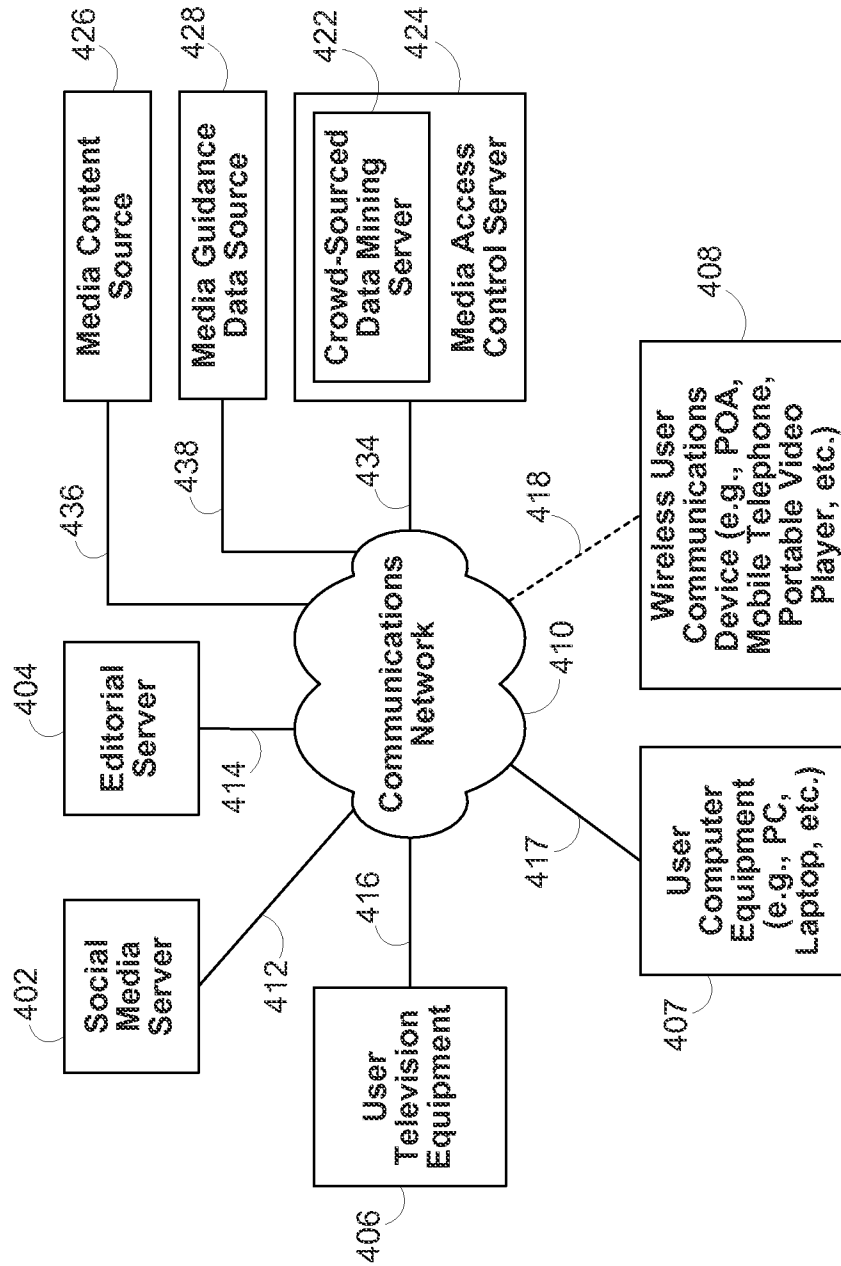 402
Social
Media
Server
412
404
Editorial
Server
414
436
Media Content
Source
426
438
Media Guidance
Data Source
428
434
Crowd-Sourced
Data Mining
Server
422
Media Access
Control Server
424
Communications
Network
410
416
User
Television
Equipment
406
417
User
Computer
Equipment
(e.g., PC,
Laptop, etc.)
407
418
Wireless User
Communications
Device (e.g., POA,
Mobile Telephone,
Portable Video
Player, etc.)
408